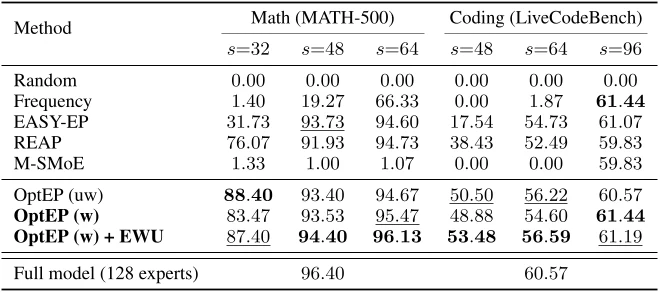 Method Math (MATH-500) Coding (LiveCodeBench)
s=32 s=48 s=64 s=48 s=64 s=96
Random 0.00 0.00 0.00 0.00 0.00 0.00
Frequency 1.40 19.27 66.33 0.00 1.87 61.44
EASY-EP 31.73 93.73 94.60 17.54 54.73 61.07
REAP 76.07 91.93 94.73 38.43 52.49 59.83
M-SMoE 1.33 1.00 1.07 0.00 0.00 59.83
OptEP (uw) 88.40 93.40 94.67 50.50 56.22 60.57
OptEP (w) 83.47 93.53 95.47 48.88 54.60 61.44
OptEP (w) + EWU 87.40 94.40 96.13 53.48 56.59 61.19
Full model (128 experts) 96.40 60.57